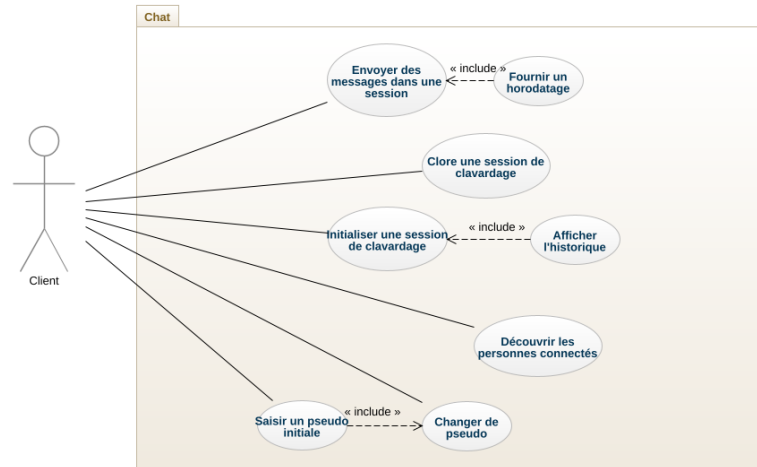 Chat
Envoyer des
messages dans une
session
« include »
Fournir un
horodatage
Clore une session de
clavardage
Initialiser une session
de clavardage
« include »
Afficher
l'historique
Client
Découvrir les
personnes connectés
Saisir un pseudo
initiale
« include »
Changer de
pseudo